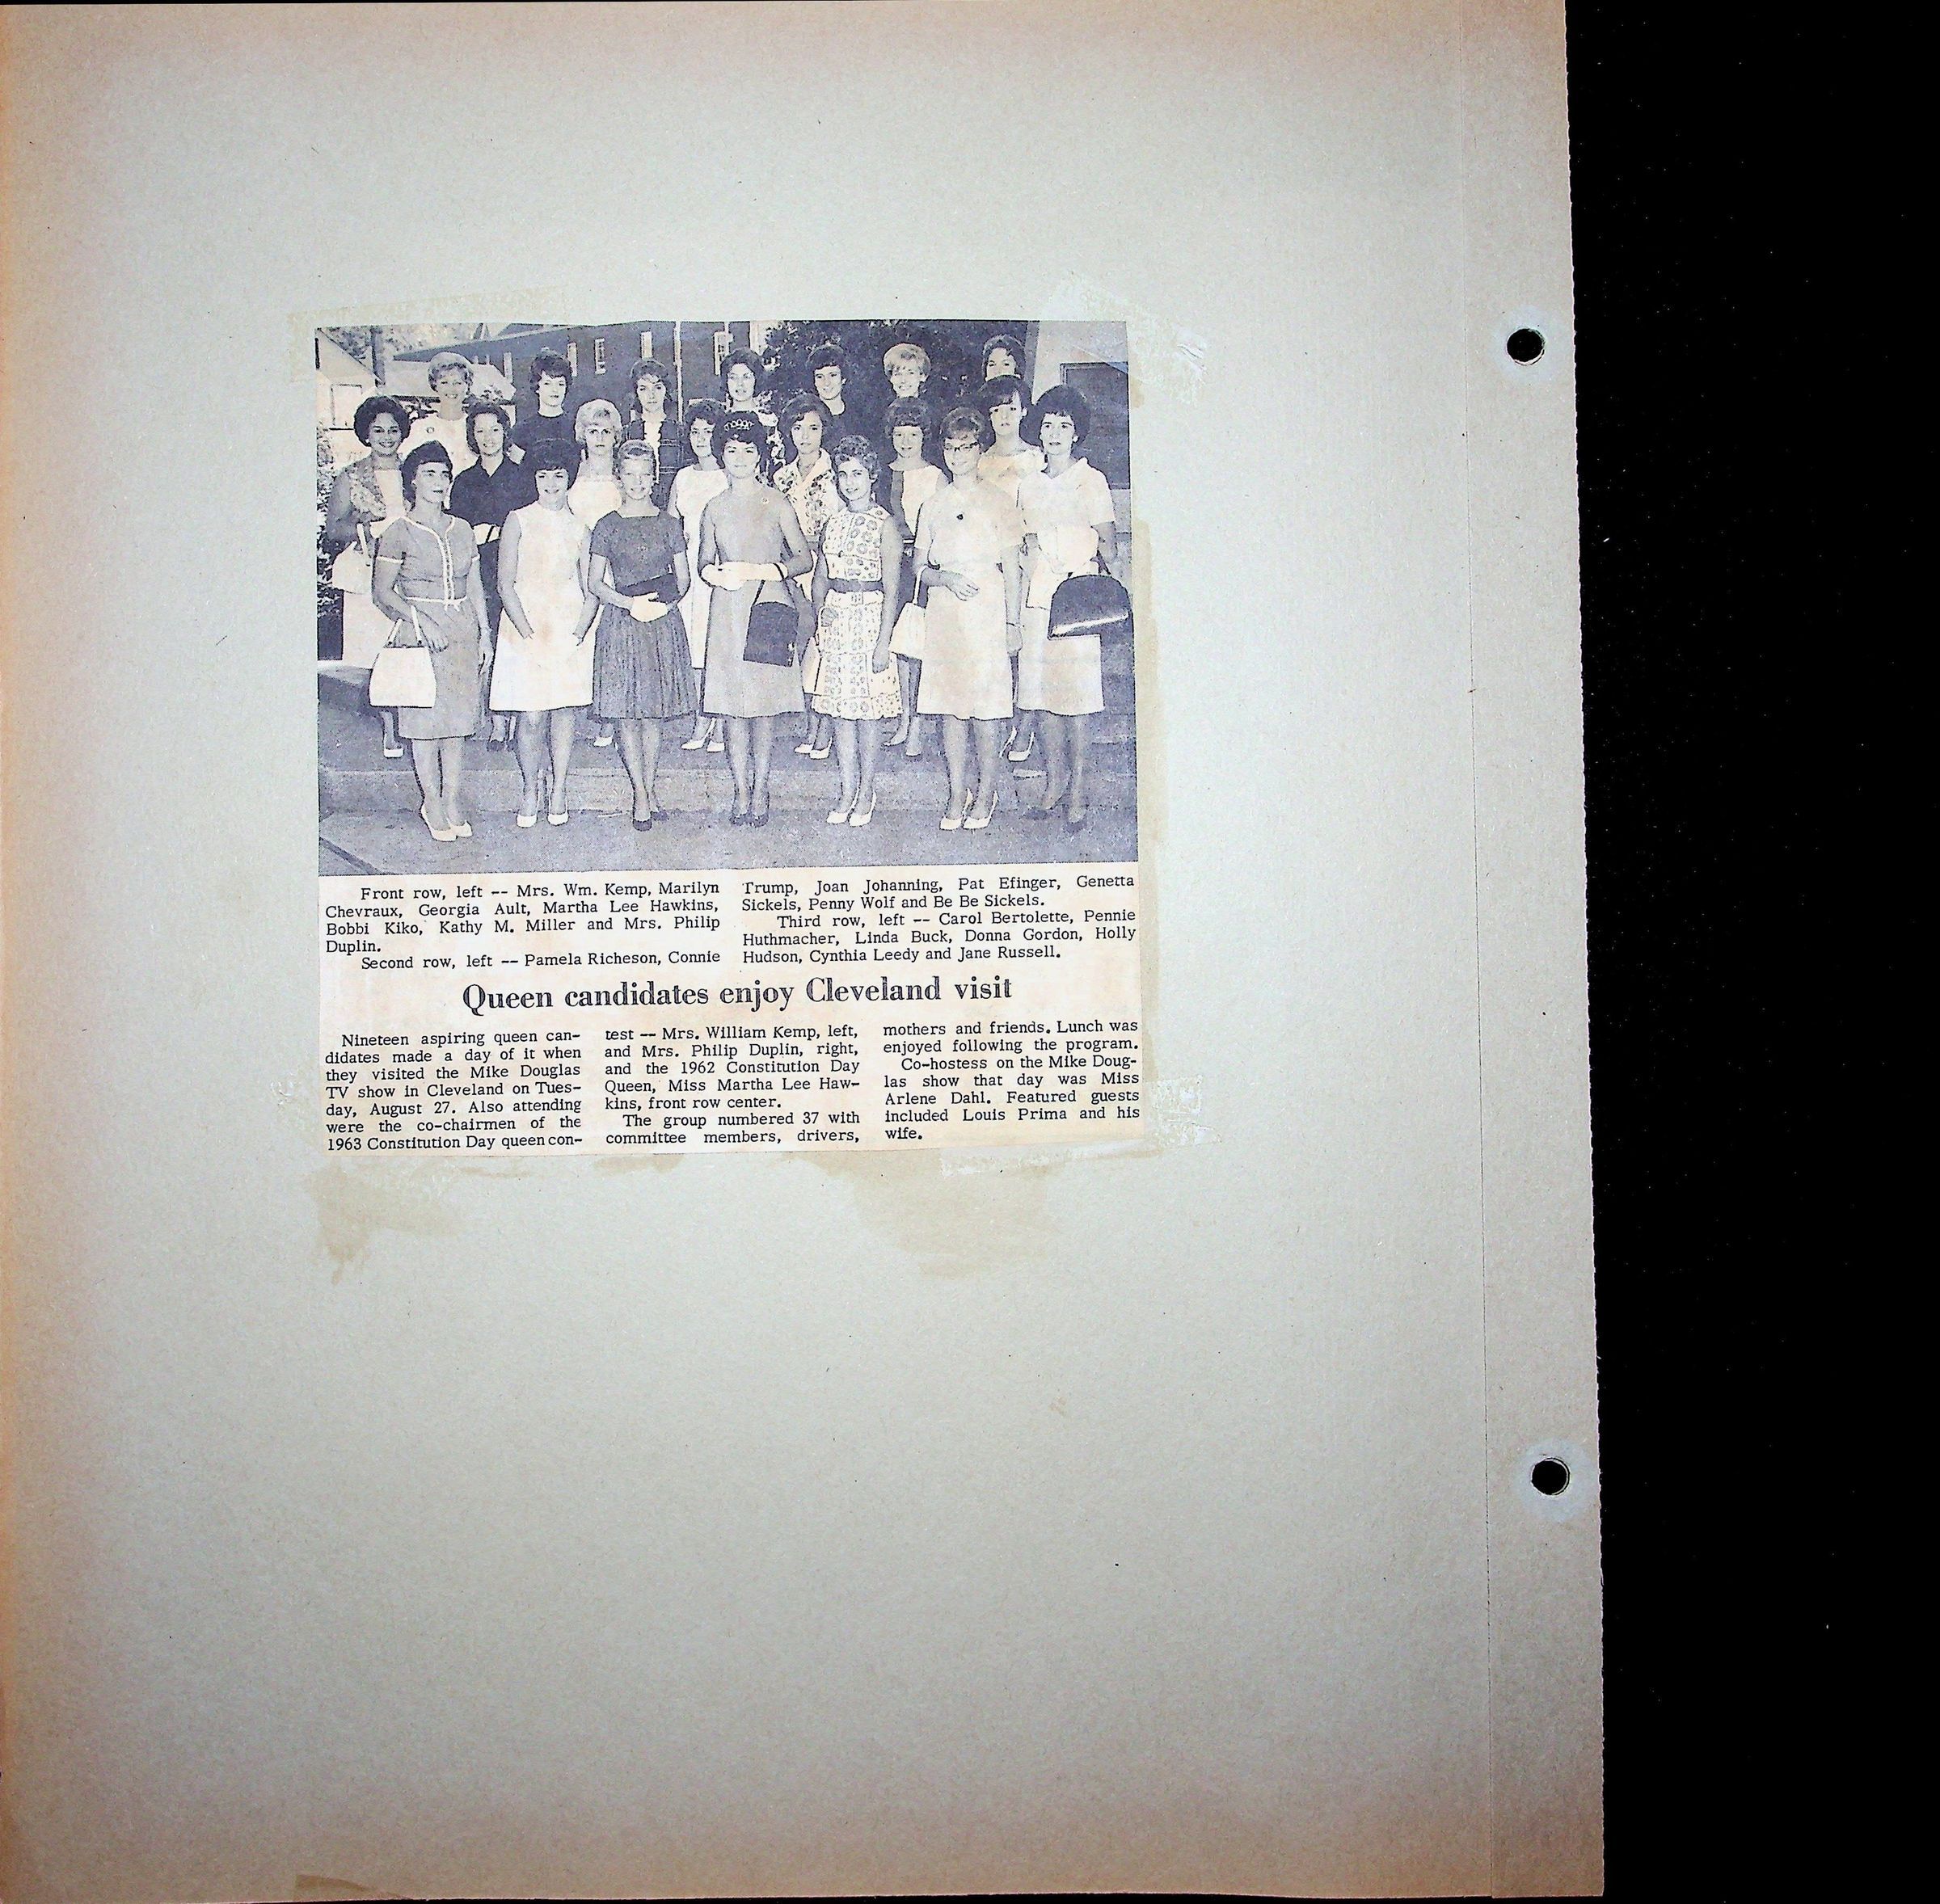 Front row, left -- Mrs. Wm. Kemp, Marilyn
Chevraux, Georgia Ault, Martha Lee Hawkins,
Bobbi Kiko, Kathy M. Miller and Mrs. Philip
Duplin.
Second row, left -- Pamela Richeson, Connie
Trump, Joan Johanning, Pat Efinger, Genetta
Sickels, Penny Wolf and Be Be Sickels.
Third row, left -- Carol Bertolette, Pennie
Huthmacher, Linda Buck, Donna Gordon, Holly
Hudson, Cynthia Leedy and Jane Russell.
Queen candidates enjoy Cleveland visit
Nineteen aspiring queen can-
didates made a day of it when
they visited the Mike Douglas
TV show in Cleveland on Tues-
day, August 27. Also attending
were the co-chairmen of the
1963 Constitution Day queen con-
test -- Mrs. William Kemp, left,
and Mrs. Philip Duplin, right,
and the 1962 Constitution Day
Queen, Miss Martha Lee Haw-
kins, front row center.
The group numbered 37 with
committee members, drivers,
mothers and friends. Lunch was
enjoyed following the program.
Co-hostess on the Mike Doug-
las show that day was Miss
Arlene Dahl. Featured guests
included Louis Prima and his
wife.